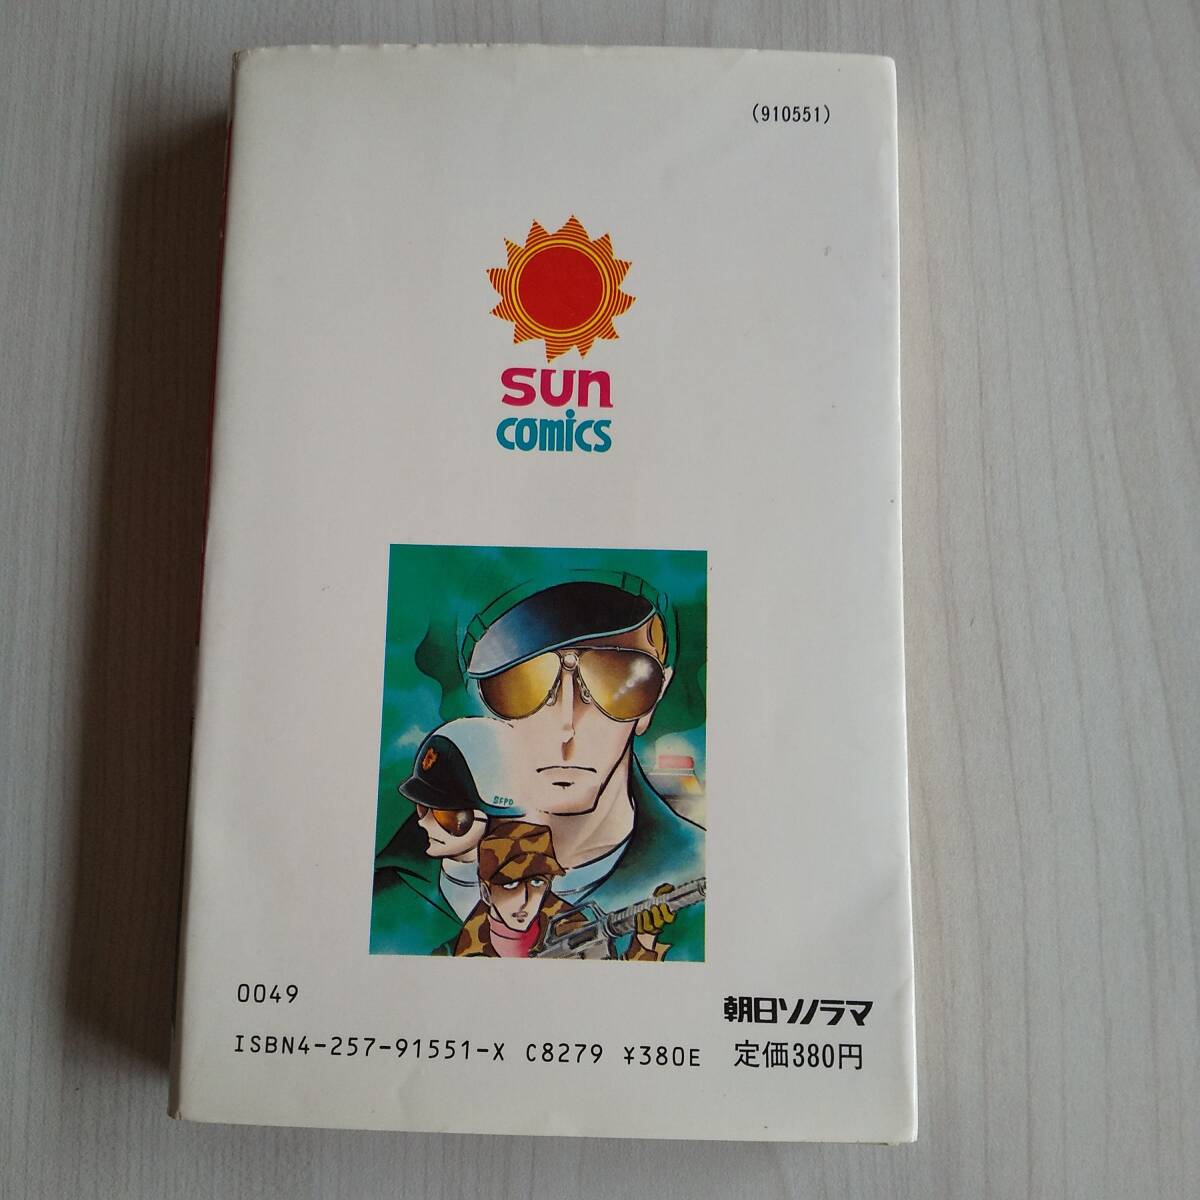 (910551)
sun
comics
SFPD
0049
朝日ソノラマ
ISBN4-257-91551-X C8279 ¥380E 定価380円